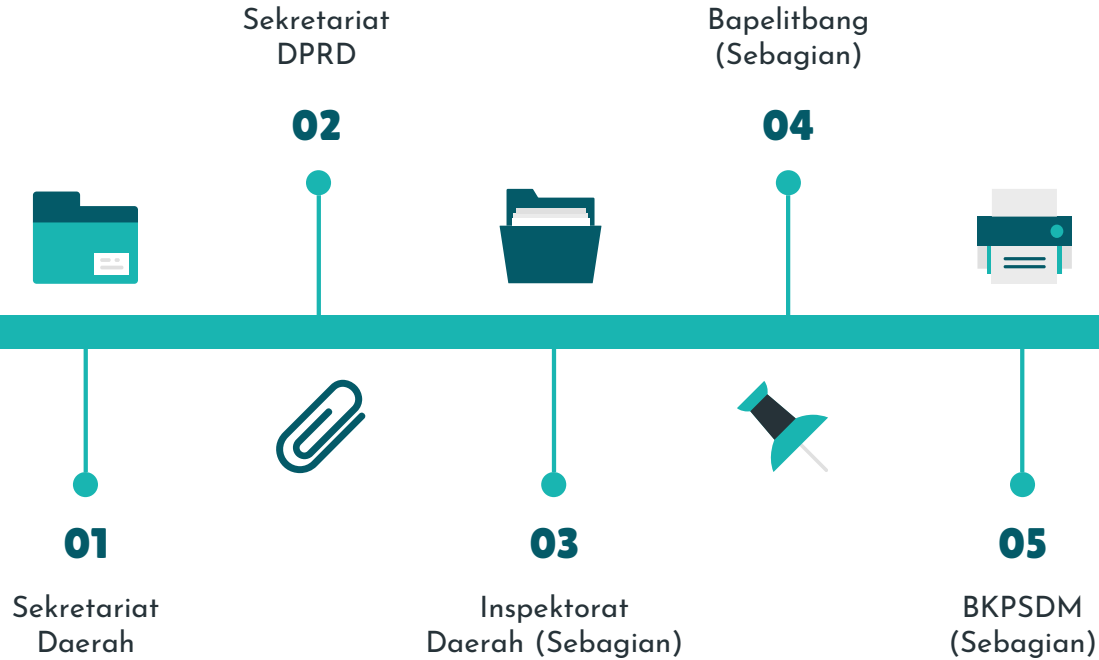 01
Sekretariat
Daerah
02
Sekretariat
DPRD
03
Inspektorat
Daerah (Sebagian)
04
Bapelitbang
(Sebagian)
05
BKPSDM
(Sebagian)